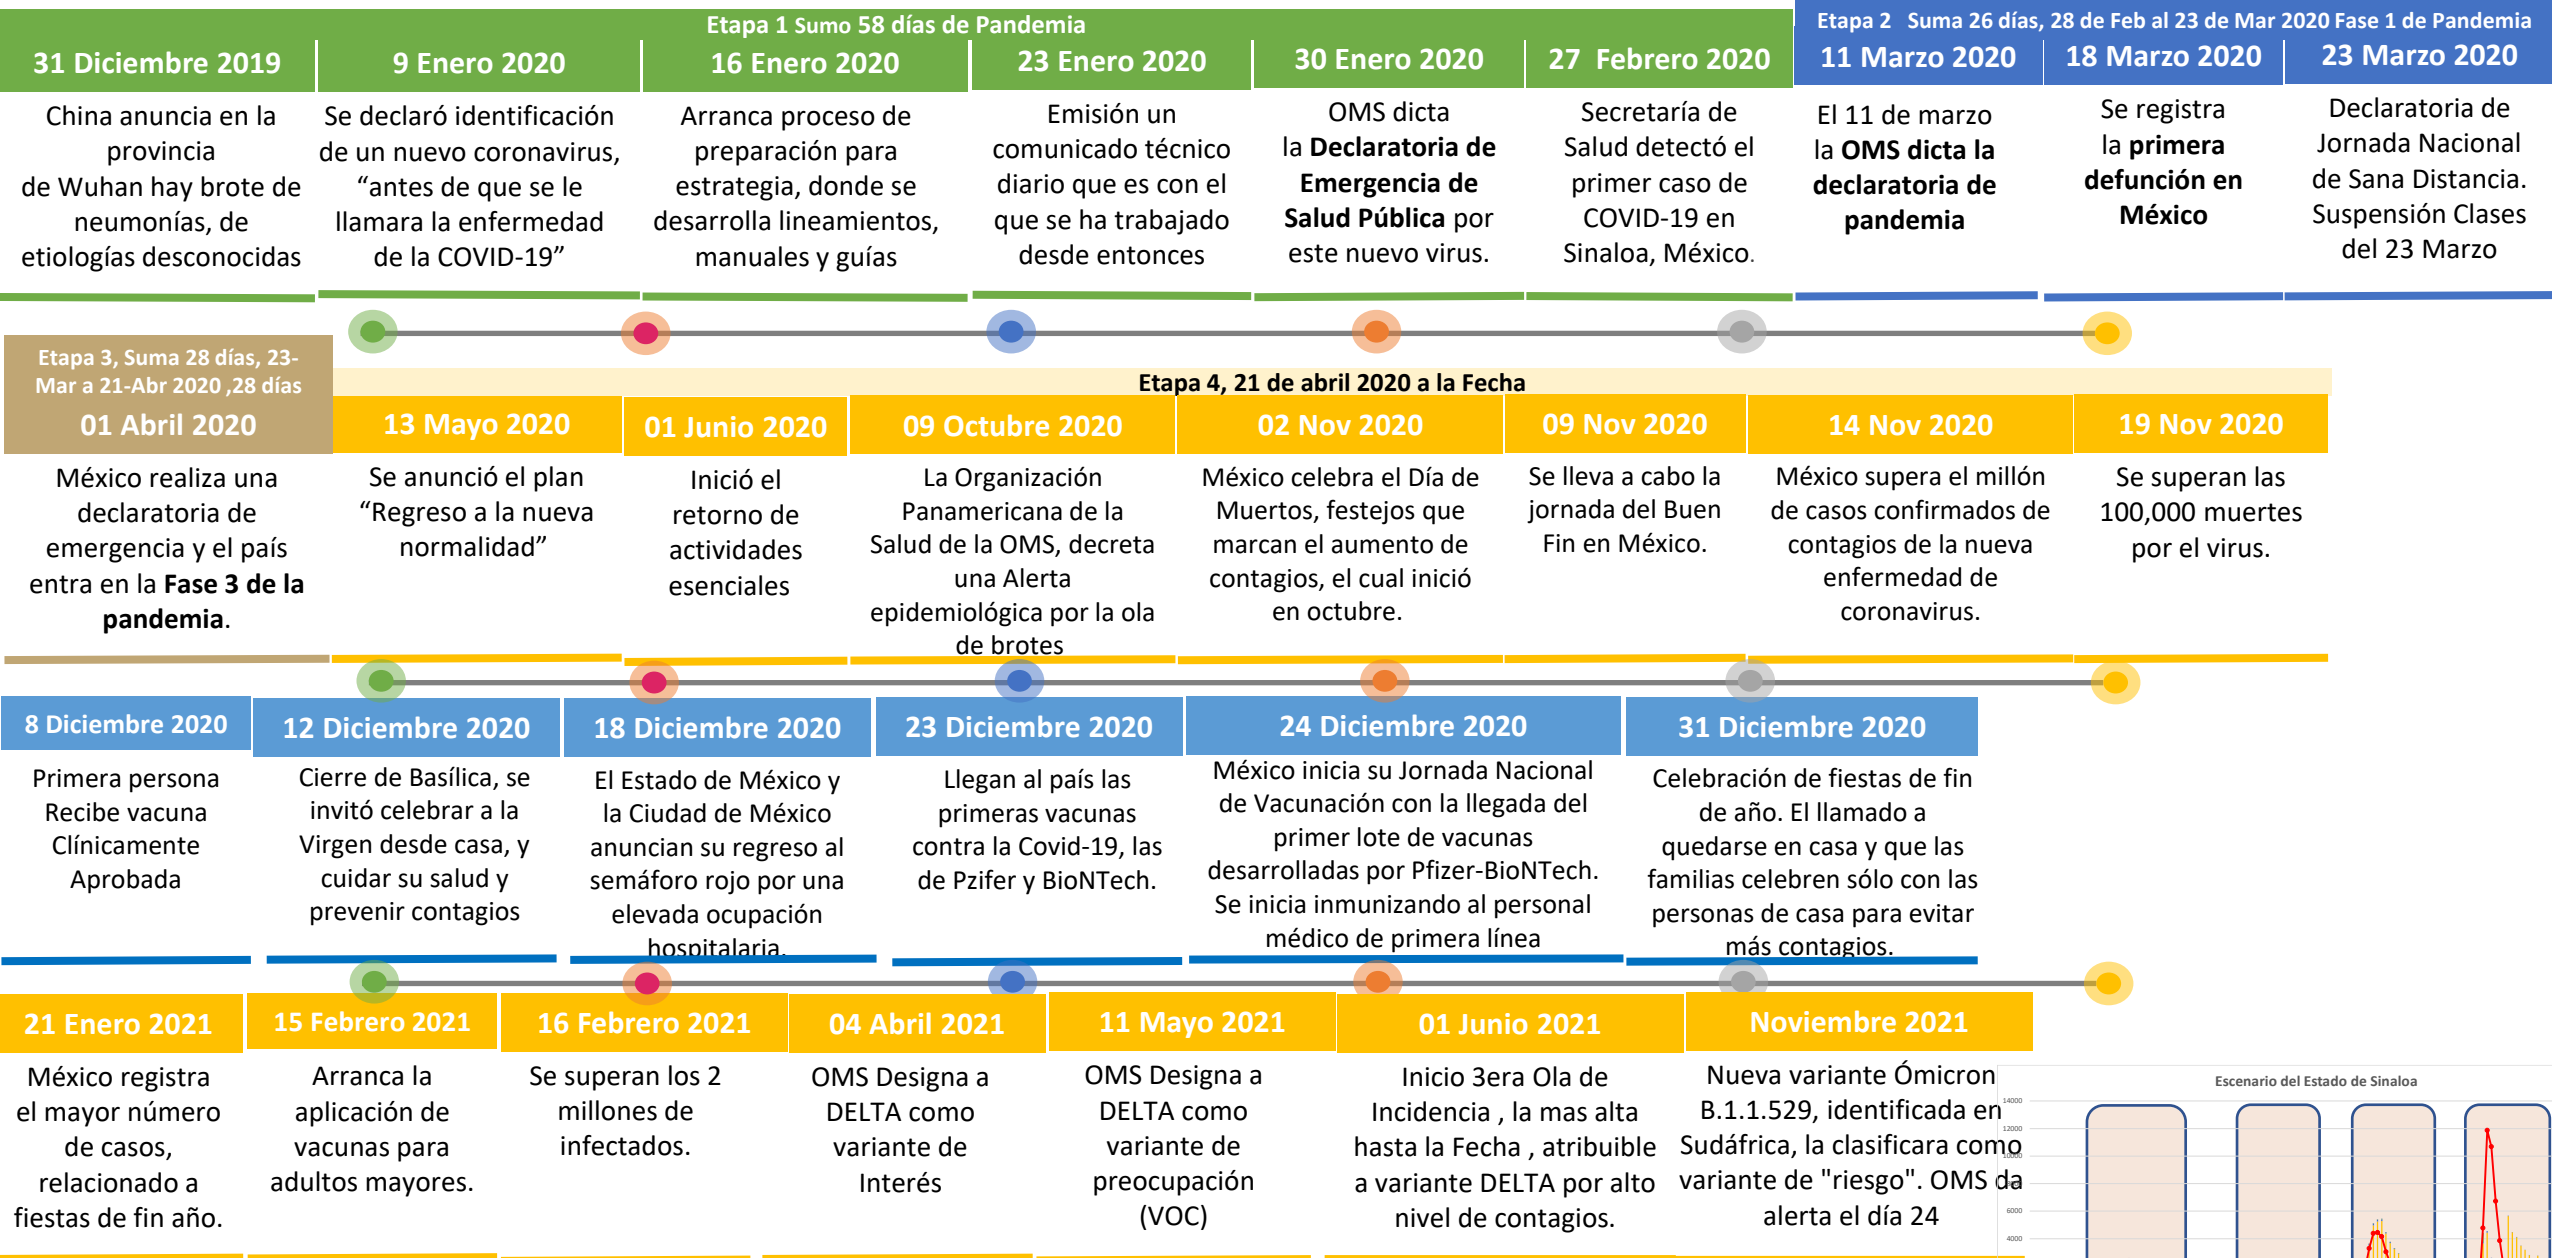 Etapa 1 Sumo 58 días de Pandemia
Etapa 2 Suma 26 días, 28 de Feb al 23 de Mar 2020 Fase 1 de Pandemia
31 Diciembre 2019
China anuncia en la
provincia
de Wuhan hay brote de
neumonías, de
etiologías desconocidas
9 Enero 2020
Se declaró identificación
de un nuevo coronavirus,
“antes de que se le
llamara la enfermedad
de la COVID-19”
16 Enero 2020
Arranca proceso de
preparación para
estrategia, donde se
desarrolla lineamientos,
manuales y guías
23 Enero 2020
Emisión un
comunicado técnico
diario que es con el
que se ha trabajado
desde entonces
30 Enero 2020
OMS dicta
la Declaratoria de
Emergencia de
Salud Pública por
este nuevo virus.
27 Febrero 2020
Secretaría de
Salud detectó el
primer caso de
COVID-19 en
Sinaloa, México.
11 Marzo 2020
El 11 de marzo
la OMS dicta la
declaratoria de
pandemia
18 Marzo 2020
Se registra
la primera
defunción en
México
23 Marzo 2020
Declaratoria de
Jornada Nacional
de Sana Distancia.
Suspensión Clases
del 23 Marzo
Etapa 3, Suma 28 días, 23-
Mar a 21-Abr 2020 ,28 días
01 Abril 2020
México realiza una
declaratoria de
emergencia y el país
entra en la Fase 3 de la
pandemia.
Etapa 4, 21 de abril 2020 a la Fecha
13 Mayo 2020
Se anunció el plan
“Regreso a la nueva
normalidad”
01 Junio 2020
Inició el
retorno de
actividades
esenciales
09 Octubre 2020
La Organización
Panamericana de la
Salud de la OMS, decreta
una Alerta
epidemiológica por la ola
de brotes
02 Nov 2020
México celebra el Día de
Muertos, festejos que
marcan el aumento de
contagios, el cual inició
en octubre.
09 Nov 2020
Se lleva a cabo la
jornada del Buen
Fin en México.
14 Nov 2020
México supera el millón
de casos confirmados de
contagios de la nueva
enfermedad de
coronavirus.
19 Nov 2020
Se superan las
100,000 muertes
por el virus.
8 Diciembre 2020
Primera persona
Recibe vacuna
Clínicamente
Aprobada
12 Diciembre 2020
Cierre de Basílica, se
invitó celebrar a la
Virgen desde casa, y
cuidar su salud y
prevenir contagios
18 Diciembre 2020
El Estado de México y
la Ciudad de México
anuncian su regreso al
semáforo rojo por una
elevada ocupación
hospitalaria.
23 Diciembre 2020
Llegan al país las
primeras vacunas
contra la Covid-19, las
de Pzifer y BioNTech.
24 Diciembre 2020
México inicia su Jornada Nacional
de Vacunación con la llegada del
primer lote de vacunas
desarrolladas por Pfizer-BioNTech.
Se inicia inmunizando al personal
médico de primera línea
31 Diciembre 2020
Celebración de fiestas de fin
de año. El llamado a
quedarse en casa y que las
familias celebren sólo con las
personas de casa para evitar
más contagios.
21 Enero 2021
México registra
el mayor número
de casos,
relacionado a
fiestas de fin año.
15 Febrero 2021
Arranca la
aplicación de
vacunas para
adultos mayores.
16 Febrero 2021
Se superan los 2
millones de
infectados.
04 Abril 2021
OMS Designa a
DELTA como
variante de
Interés
11 Mayo 2021
OMS Designa a
DELTA como
variante de
preocupación
(VOC)
01 Junio 2021
Inicio 3era Ola de
Incidencia , la mas alta
hasta la Fecha , atribuible
a variante DELTA por alto
nivel de contagios.
Noviembre 2021
Nueva variante Ómicron
B.1.1.529, identificada en
Sudáfrica, la clasificara como
variante de "riesgo". OMS da
alerta el día 24
Escenario del Estado de Sinaloa
14000
12000
10000
6000
4000